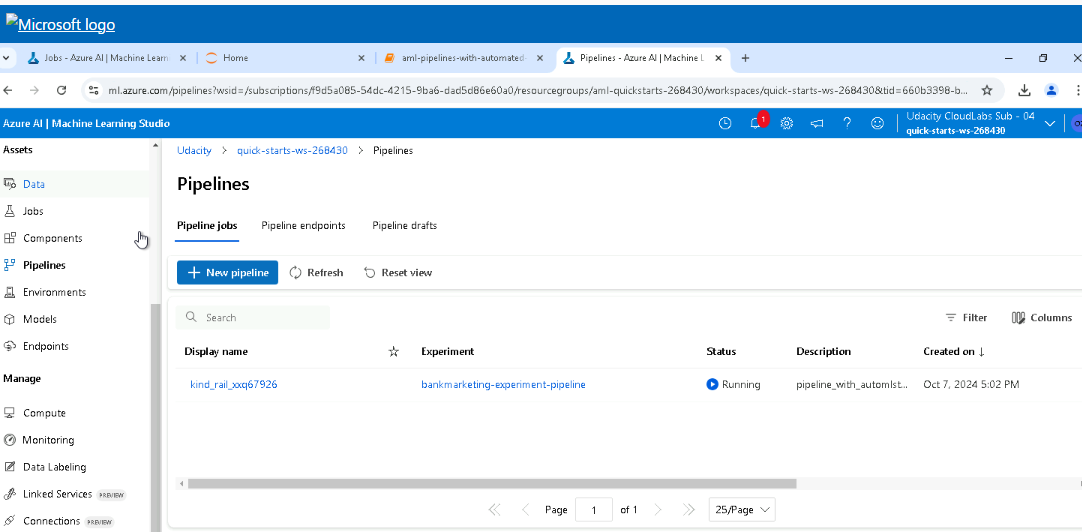 Microsoft logo
Jobs - Azure AI | Machine Learn
Home
aml-pipelines-with-automated-
Pipelines - Azure AI | Machine L
ml.azure.com/pipelines?wsid=/subscriptions/f9d5a085-54dc-4215-9ba6-dad5d86e60a0/resourcegroups/aml-quickstarts-268430/workspaces/quick-starts-ws-268430&tid=660b3398-b...
Azure AI | Machine Learning Studio
1
Udacity CloudLabs Sub - 04
quick-starts-ws-268430
Assets
Data
Jobs
Components
Pipelines
Environments
Models
Endpoints
Manage
Compute
Monitoring
Data Labeling
Linked Services PREVIEW
Connections PREVIEW
Udacity > quick-starts-ws-268430 > Pipelines
Pipelines
Pipeline jobs Pipeline endpoints Pipeline drafts
New pipeline Refresh Reset view
Search
Filter Columns
Display name Experiment Status Description Created on ↓
kind_rail_xxq67926 bankmarketing-experiment-pipeline Running pipeline_with_automlst... Oct 7, 2024 5:02 PM
Page 1 of 1 25/Page